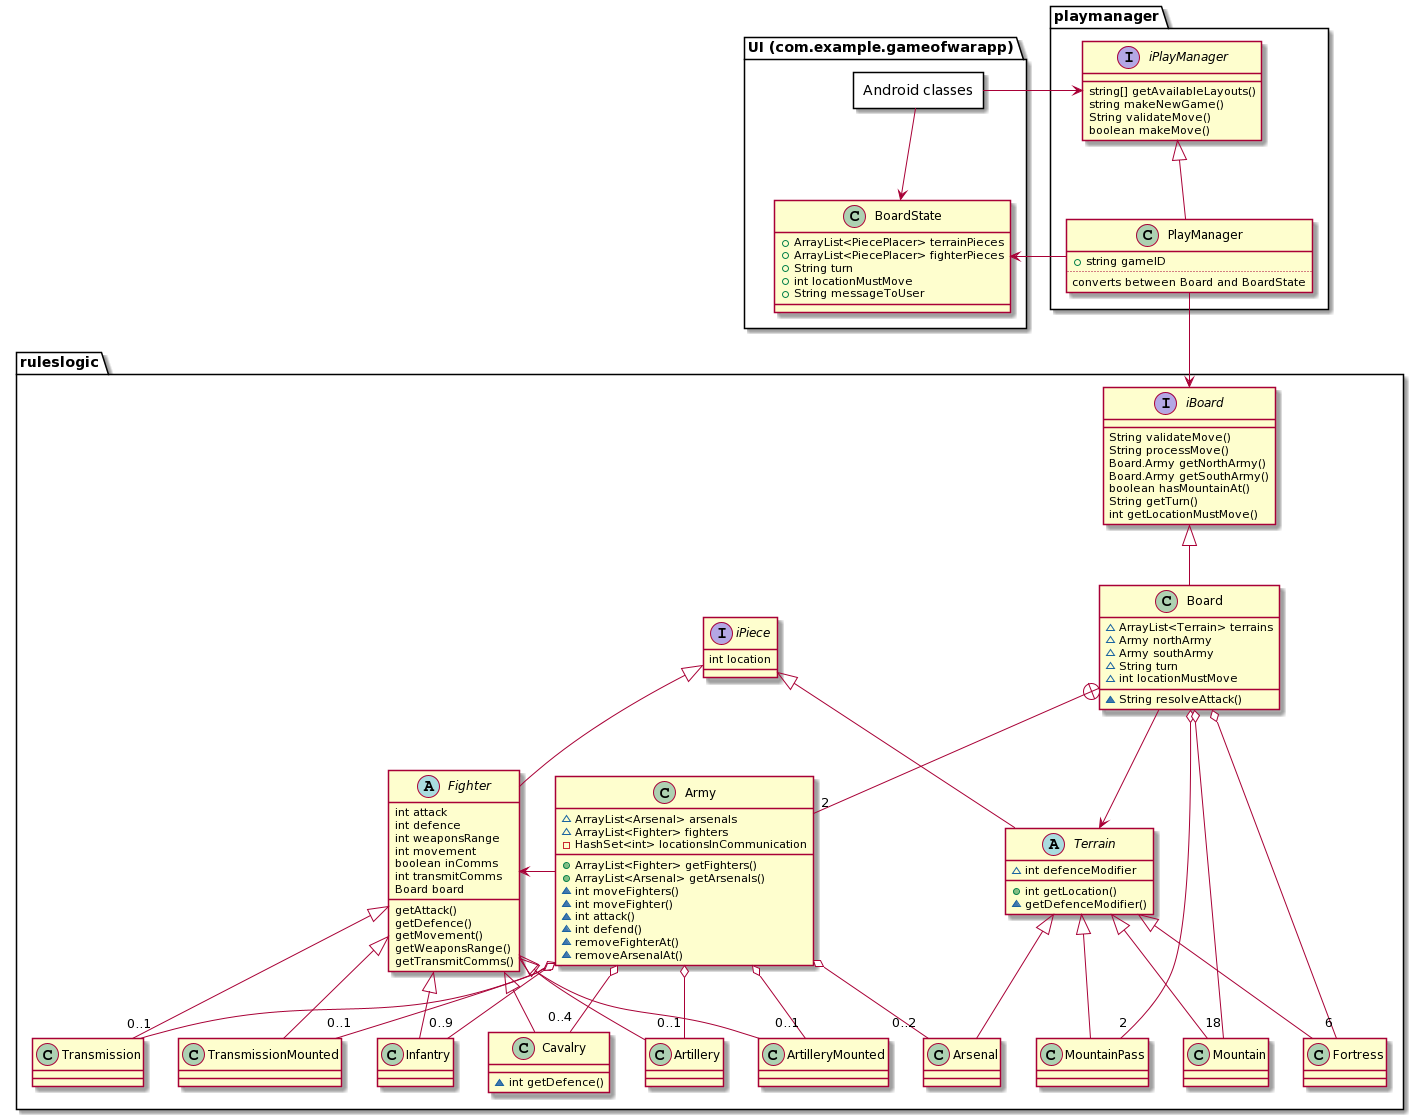 playmanager
I iPlayManager
string[] getAvailableLayouts()
string makeNewGame()
String validateMove()
boolean makeMove()
UI (com.example.gameofwarapp)
Android classes
C BoardState
ArrayList<PiecePlacer> terrainPieces
ArrayList<PiecePlacer> fighterPieces
String turn
int locationMustMove
String messageToUser
C PlayManager
string gameID
converts between Board and BoardState
ruleslogic
I iBoard
String validateMove()
String processMove()
Board.Army getNorthArmy()
Board.Army getSouthArmy()
boolean hasMountainAt()
String getTurn()
int getLocationMustMove()
C Board
ArrayList<Terrain> terrains
Army northArmy
Army southArmy
String turn
int locationMustMove
String resolveAttack()
I iPiece
int location
A Fighter
int attack
int defence
int weaponsRange
int movement
boolean inComms
int transmitComms
Board board
getAttack()
getDefence()
getMovement()
getWeaponsRange()
getTransmitComms()
C Army
ArrayList<Arsenal> arsenals
ArrayList<Fighter> fighters
HashSet<int> locationsInCommunication
ArrayList<Fighter> getFighters()
ArrayList<Arsenal> getArsenals()
int moveFighters()
int moveFighter()
int attack()
int defend()
removeFighterAt()
removeArsenalAt()
2
A Terrain
int defenceModifier
int getLocation()
getDefenceModifier()
0..1
0..1
0..9
0..4
0..1
0..1
0..2
2
18
6
C Transmission
C TransmissionMounted
C Infantry
C Cavalry
int getDefence()
C Artillery
C ArtilleryMounted
C Arsenal
C MountainPass
C Mountain
C Fortress